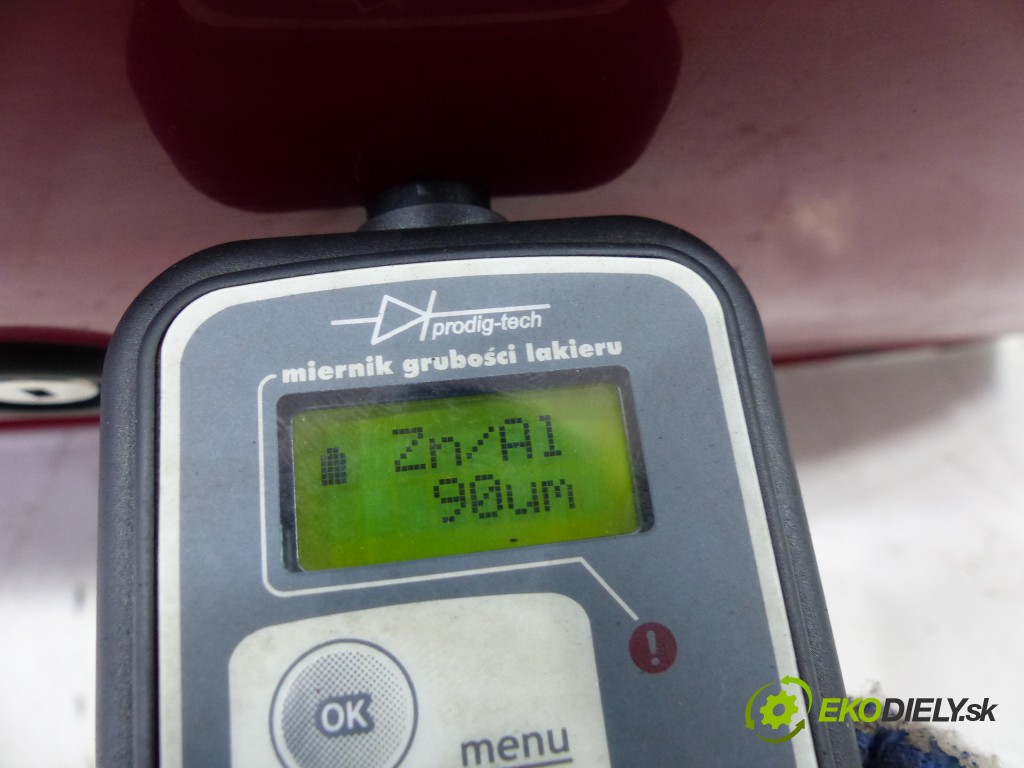 prodig-tech
miernik grubości lakieru
Zn/Al
90um
!
OK
menu
EKODIELY.sk